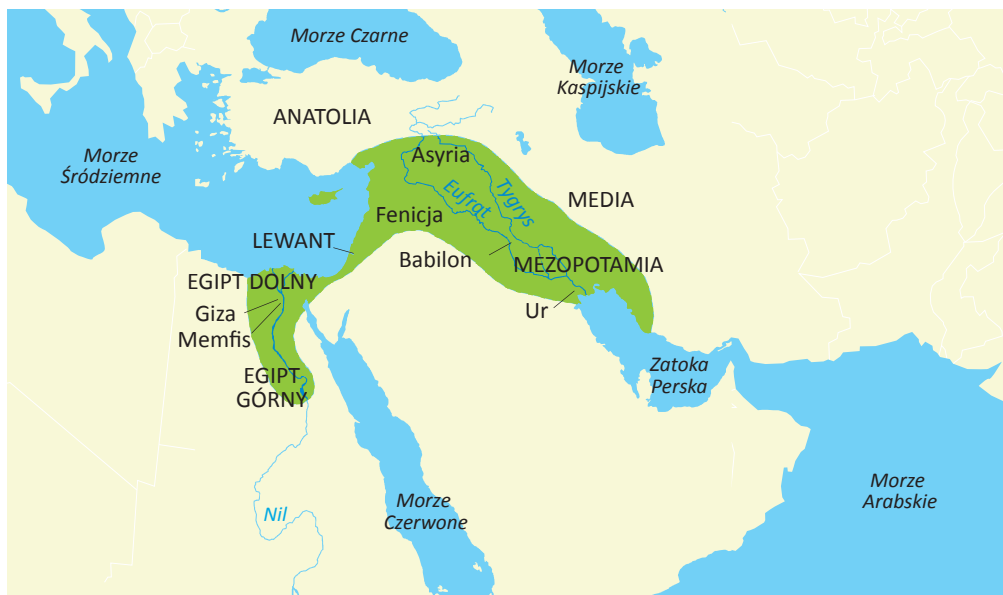 Morze Czarne
Morze
Kaspijskie
ANATOLIA
Morze
Śródziemne
Asyria
Tygrys
Eufrat
MEDIA
Fenicja
LEWANT
Babilon
MEZOPOTAMIA
EGIPT DOLNY
Giza
Ur
Memfis
Zatoka
Perska
EGIPT
GÓRNY
Morze
Arabskie
Morze
Czerwone
Nil